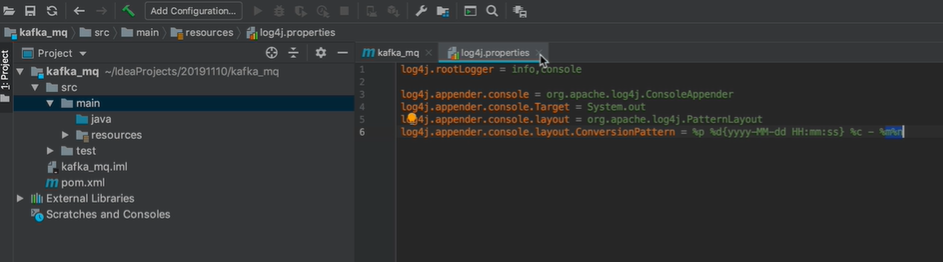 Add Configuration...
kafka_mq src main resources log4j.properties
1: Project
Project
kafka_mq ~/IdeaProjects/20191110/kafka_mq
src
main
java
resources
test
kafka_mq.iml
pom.xml
External Libraries
Scratches and Consoles
kafka_mq log4j.properties
1 log4j.rootLogger = info,console
2
3 log4j.appender.console = org.apache.log4j.ConsoleAppender
4 log4j.appender.console.Target = System.out
5 log4j.appender.console.layout = org.apache.log4j.PatternLayout
6 log4j.appender.console.layout.ConversionPattern = %p %d{yyyy-MM-dd HH:mm:ss} %c - %m%n